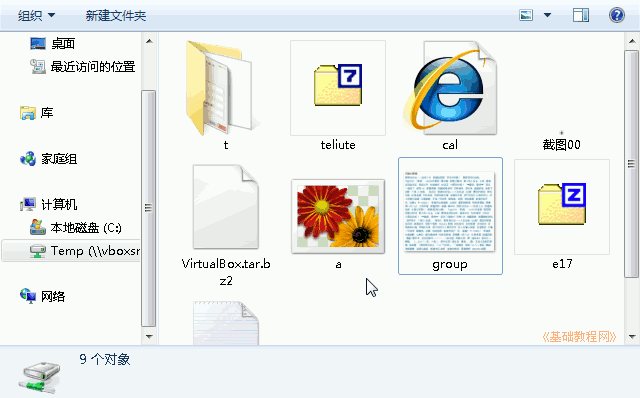 组织 新建文件夹
桌面
最近访问的位置
库
家庭组
计算机
本地磁盘 (C:)
Temp (\\vboxsr
网络
t teliute cal 截图00
VirtualBox.tar.b
z2
a group e17
《基础教程网》
9 个对象